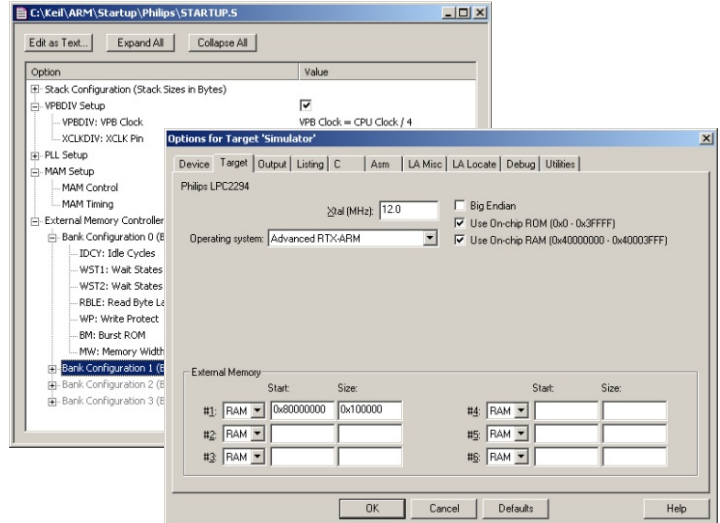 C:\Keil\ARM\Startup\Philips\STARTUP.S
Edit as Text... Expand All Collapse All
Option Value
Stack Configuration (Stack Sizes in Bytes)
VPBDIV Setup
VPBDIV: VPB Clock VPB Clock = CPU Clock / 4
XCLKDIV: XCLK Pin
PLL Setup
MAM Setup
MAM Control
MAM Timing
External Memory Controller
Bank Configuration 0 (B
IDCY: Idle Cycles
WST1: Wait States
WST2: Wait States
RBLE: Read Byte La
WP: Write Protect
BM: Burst ROM
MW: Memory Width
Bank Configuration 1 (B
Bank Configuration 2 (B
Bank Configuration 3 (B
Options for Target 'Simulator'
Device Target Output Listing C Asm LA Misc LA Locate Debug Utilities
Philips LPC2294
Xtal (MHz): 12.0 Big Endian
Use On-chip ROM (0x0 - 0x3FFFF)
Operating system: Advanced RTX-ARM Use On-chip RAM (0x40000000 - 0x40003FFF)
External Memory
Start: Size: Start: Size:
#1: RAM 0x80000000 0x100000 #4: RAM
#2: RAM #5: RAM
#3: RAM #6: RAM
OK Cancel Defaults Help